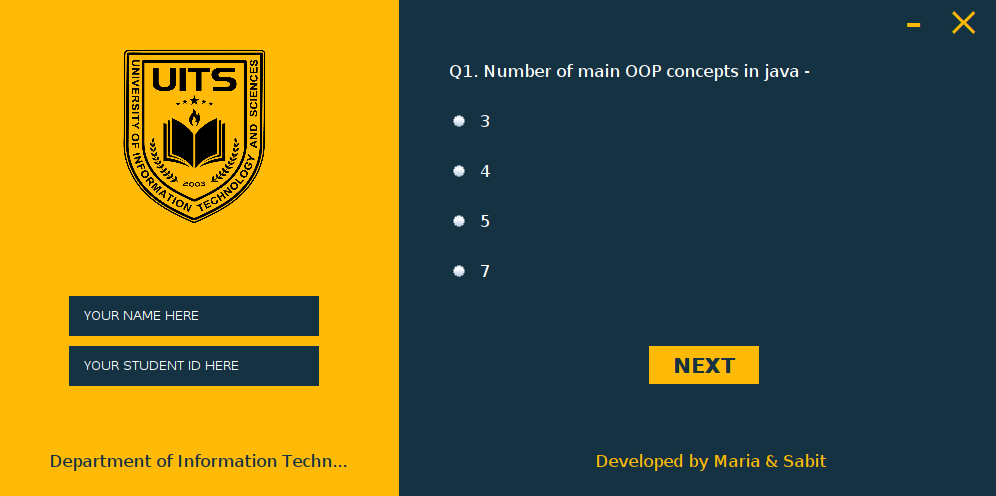 UITS
UNIVERSITY OF INFORMATION TECHNOLOGY AND SCIENCES
2003
YOUR NAME HERE
YOUR STUDENT ID HERE
Department of Information Techn...
Q1. Number of main OOP concepts in java -
3
4
5
7
NEXT
Developed by Maria & Sabit